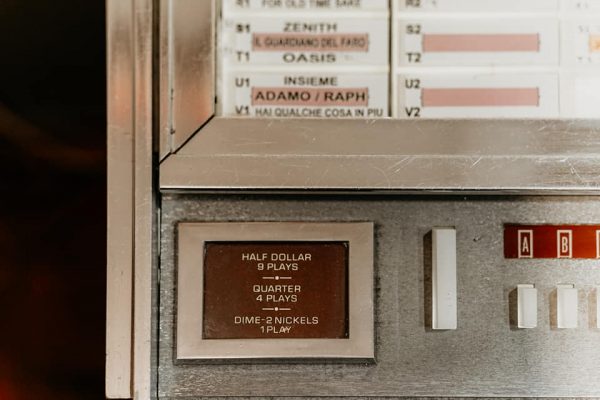 R1 FOR OLD TIME SAKE
R2
S1 ZENITH
IL GUARDIANO DEL FARO
T1 OASIS
S2
T2
U1 INSIEME
ADAMO / RAPH
V1 HAI QUALCHE COSA IN PIU
U2
V2
HALF DOLLAR
9 PLAYS
QUARTER
4 PLAYS
DIME-2 NICKELS
1 PLAY
A B